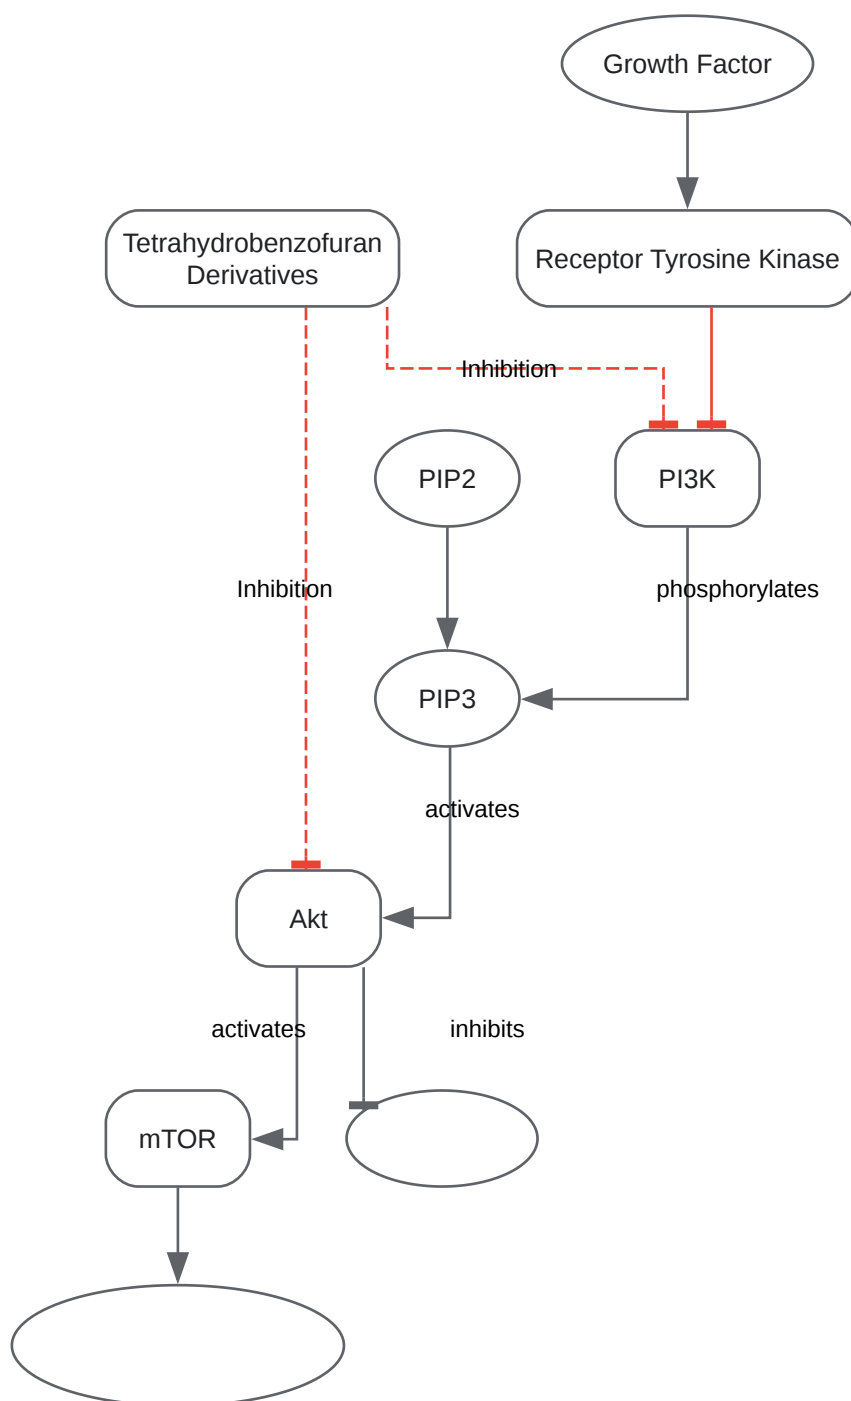 Growth Factor
Tetrahydrobenzofuran
Derivatives
Receptor Tyrosine Kinase
Inhibition
PIP2
PI3K
Inhibition
phosphorylates
PIP3
activates
Akt
activates
inhibits
mTOR